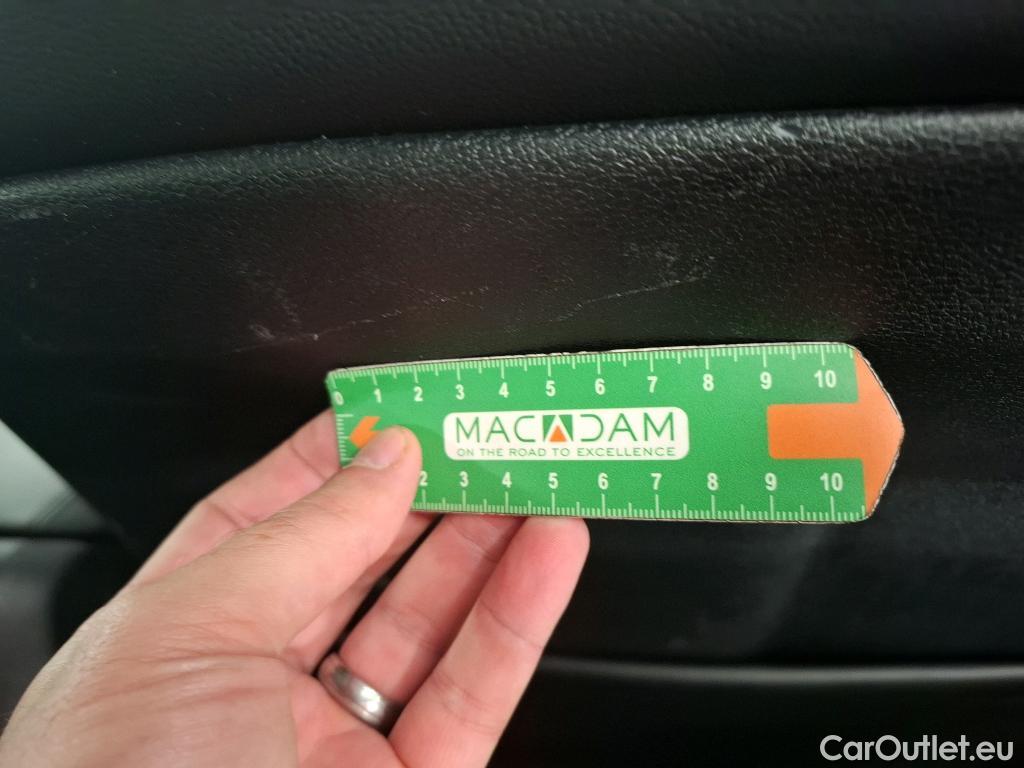 0 1 2 3 4 5 6 7 8 9 10
MACADAM
ON THE ROAD TO EXCELLENCE
2 3 4 5 6 7 8 9 10
CarOutlet.eu